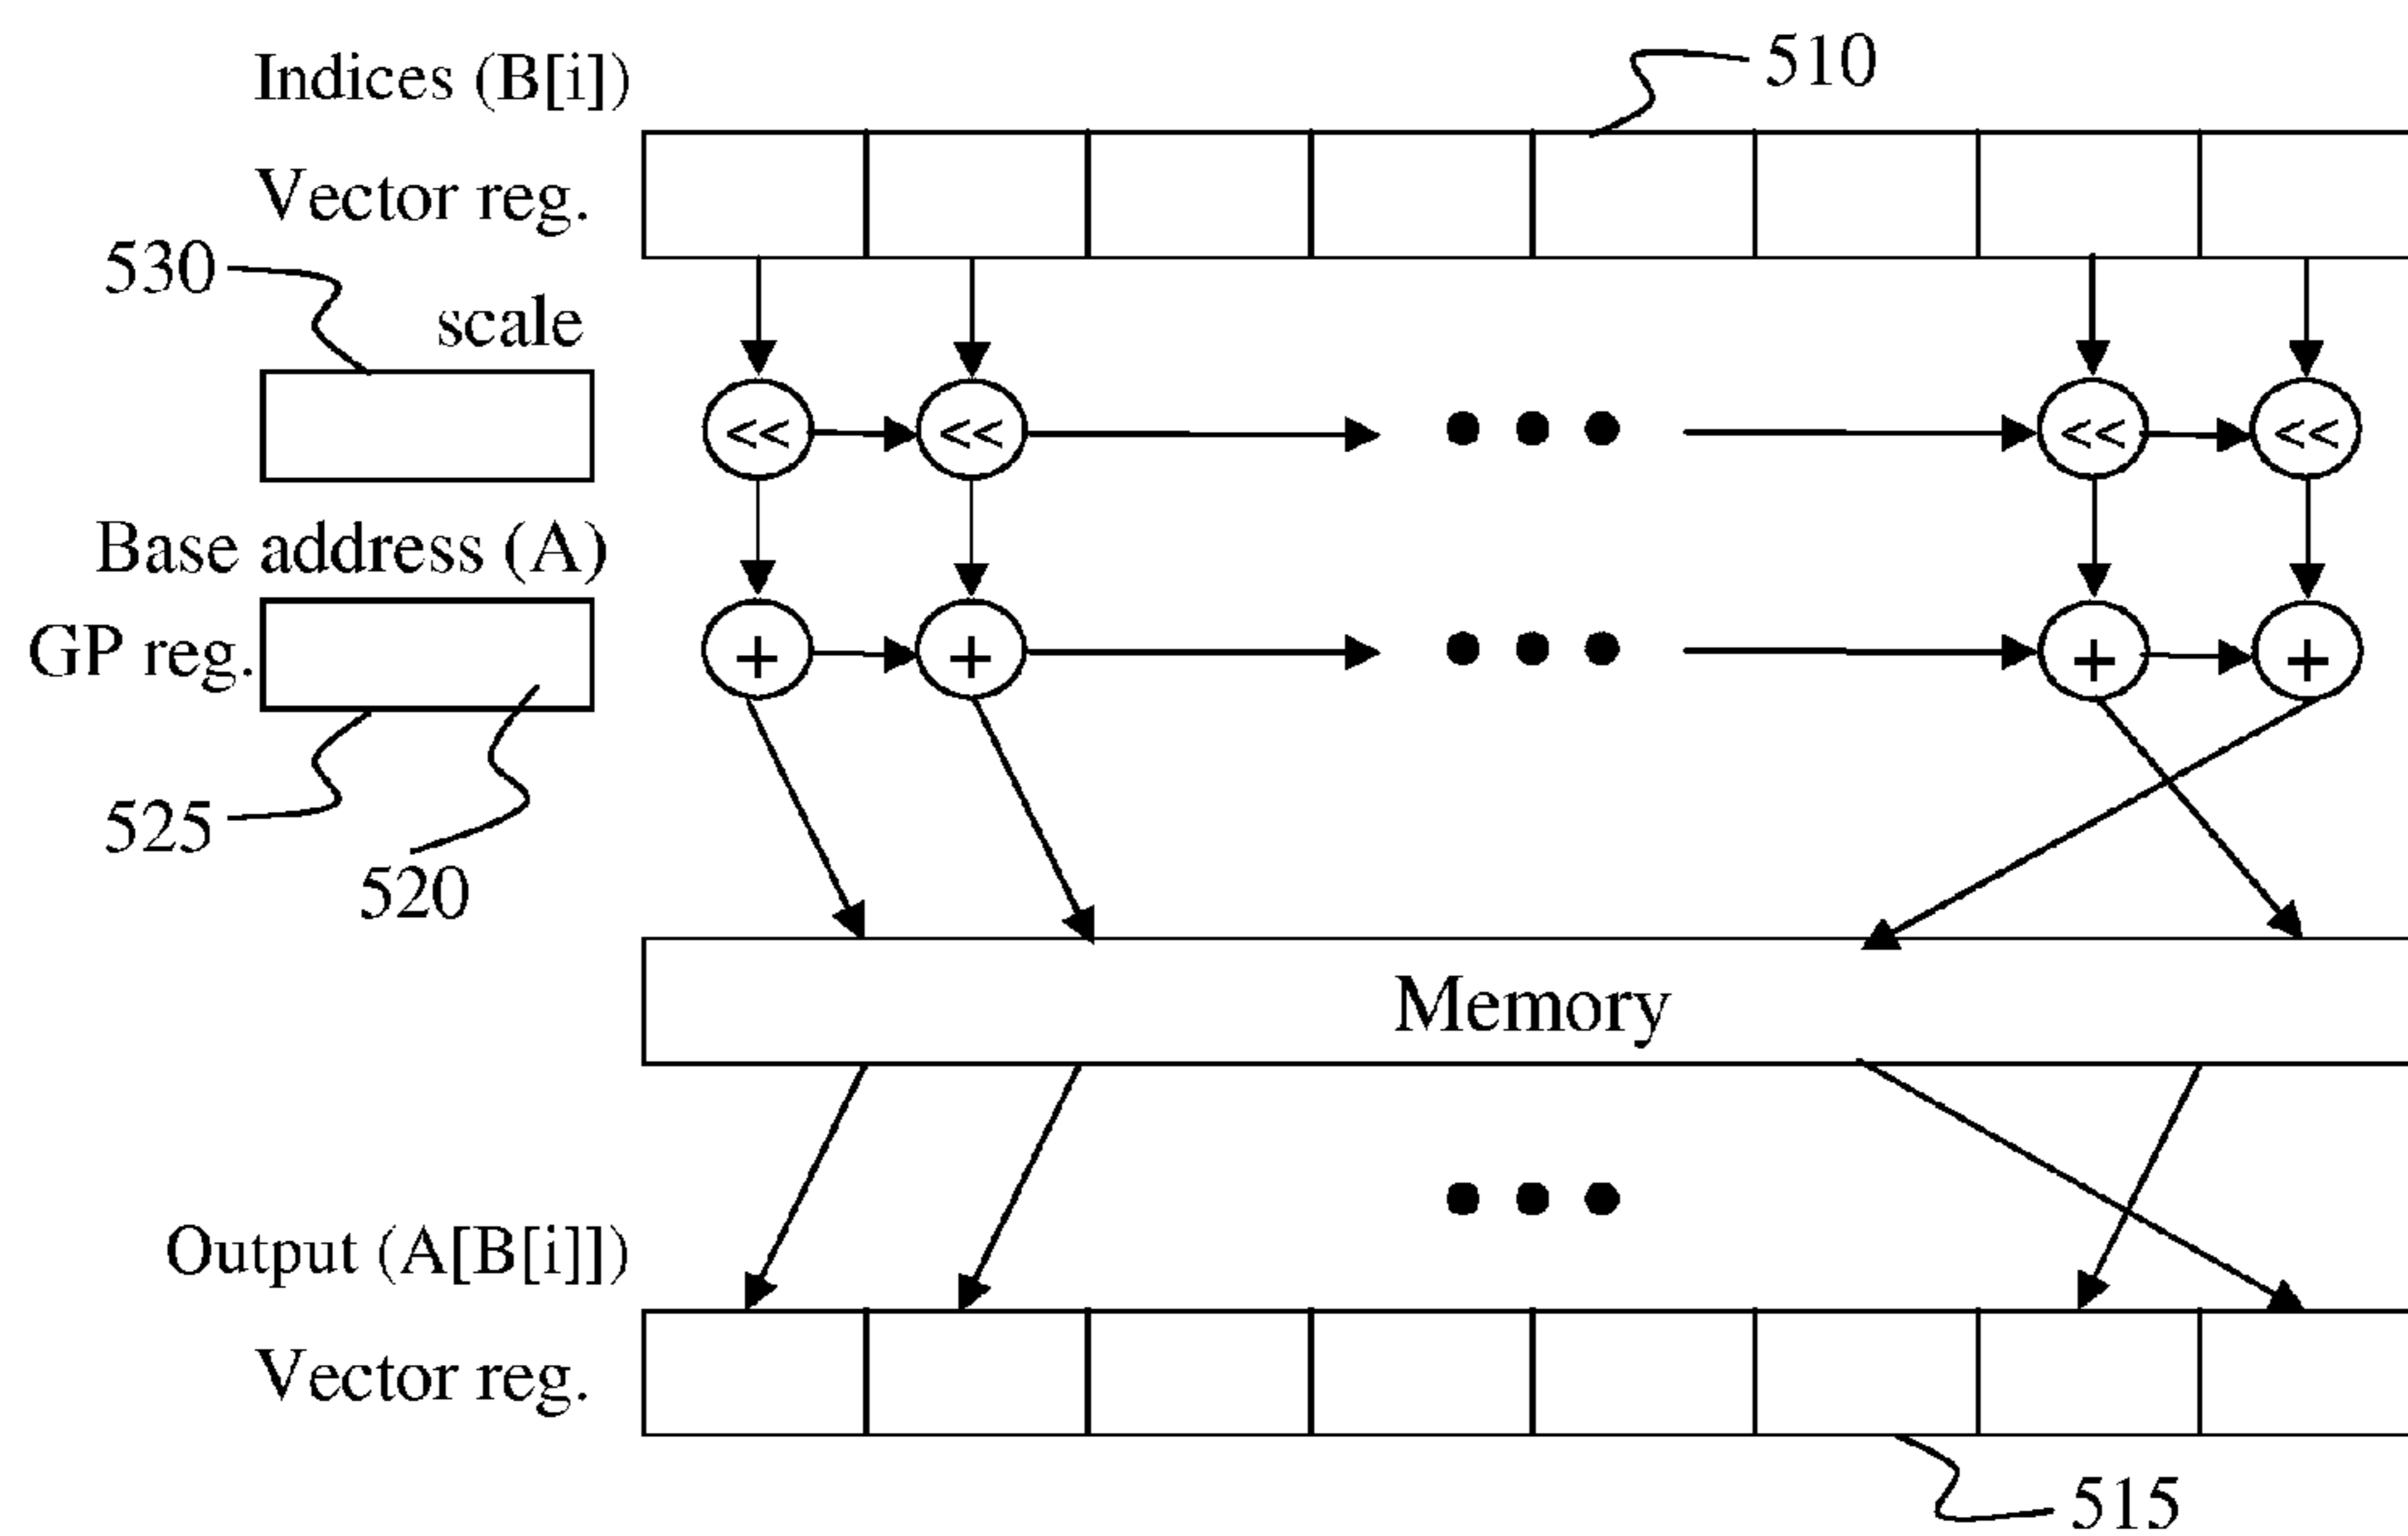 Indices (B[i])
510
Vector reg.
530
scale
<< << << <<
Base address (A)
GP reg.
+ + + +
525
520
Memory
Output (A[B[i]])
Vector reg.
515